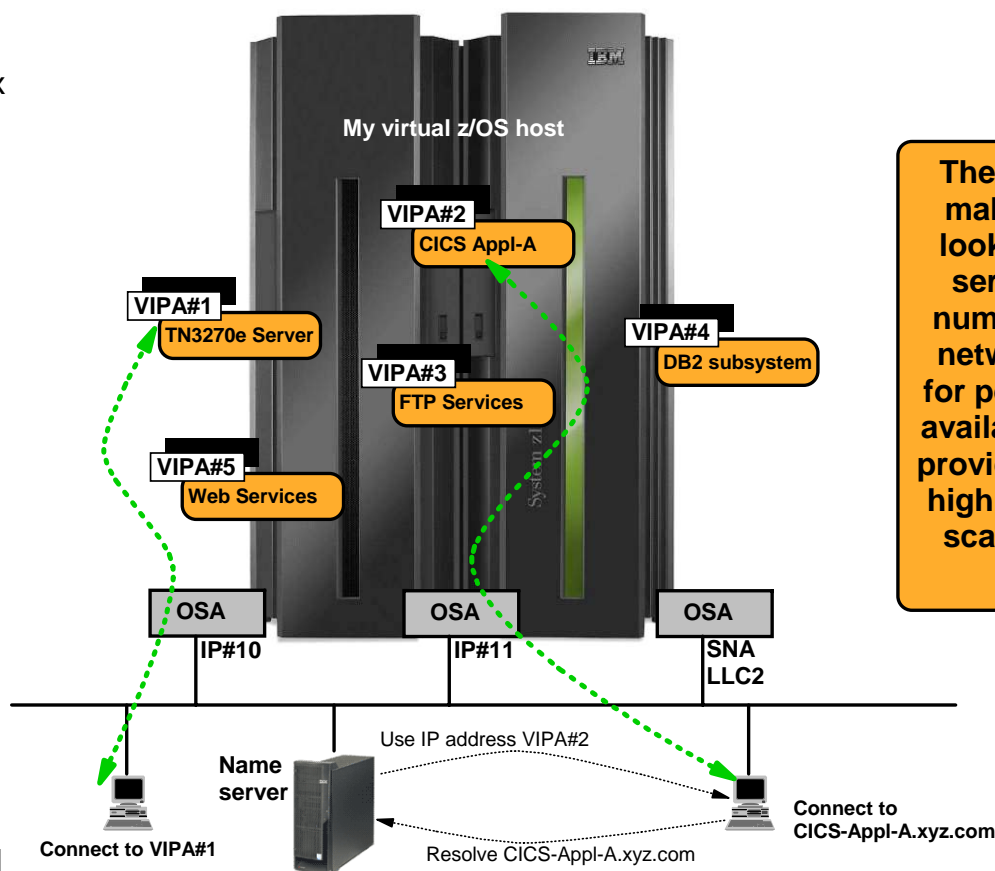 x
IBM
My virtual z/OS host
VIPA#2
CICS Appl-A
VIPA#1
TN3270e Server
VIPA#4
DB2 subsystem
VIPA#3
FTP Services
VIPA#5
Web Services
System z1
The
mal
look
ser
num
netw
for p
availa
provi
high
sca
OSA
OSA
OSA
IP#10
IP#11
SNA
LLC2
Use IP address VIPA#2
Name
server
Connect to VIPA#1
Resolve CICS-Appl-A.xyz.com
Connect to
CICS-Appl-A.xyz.com